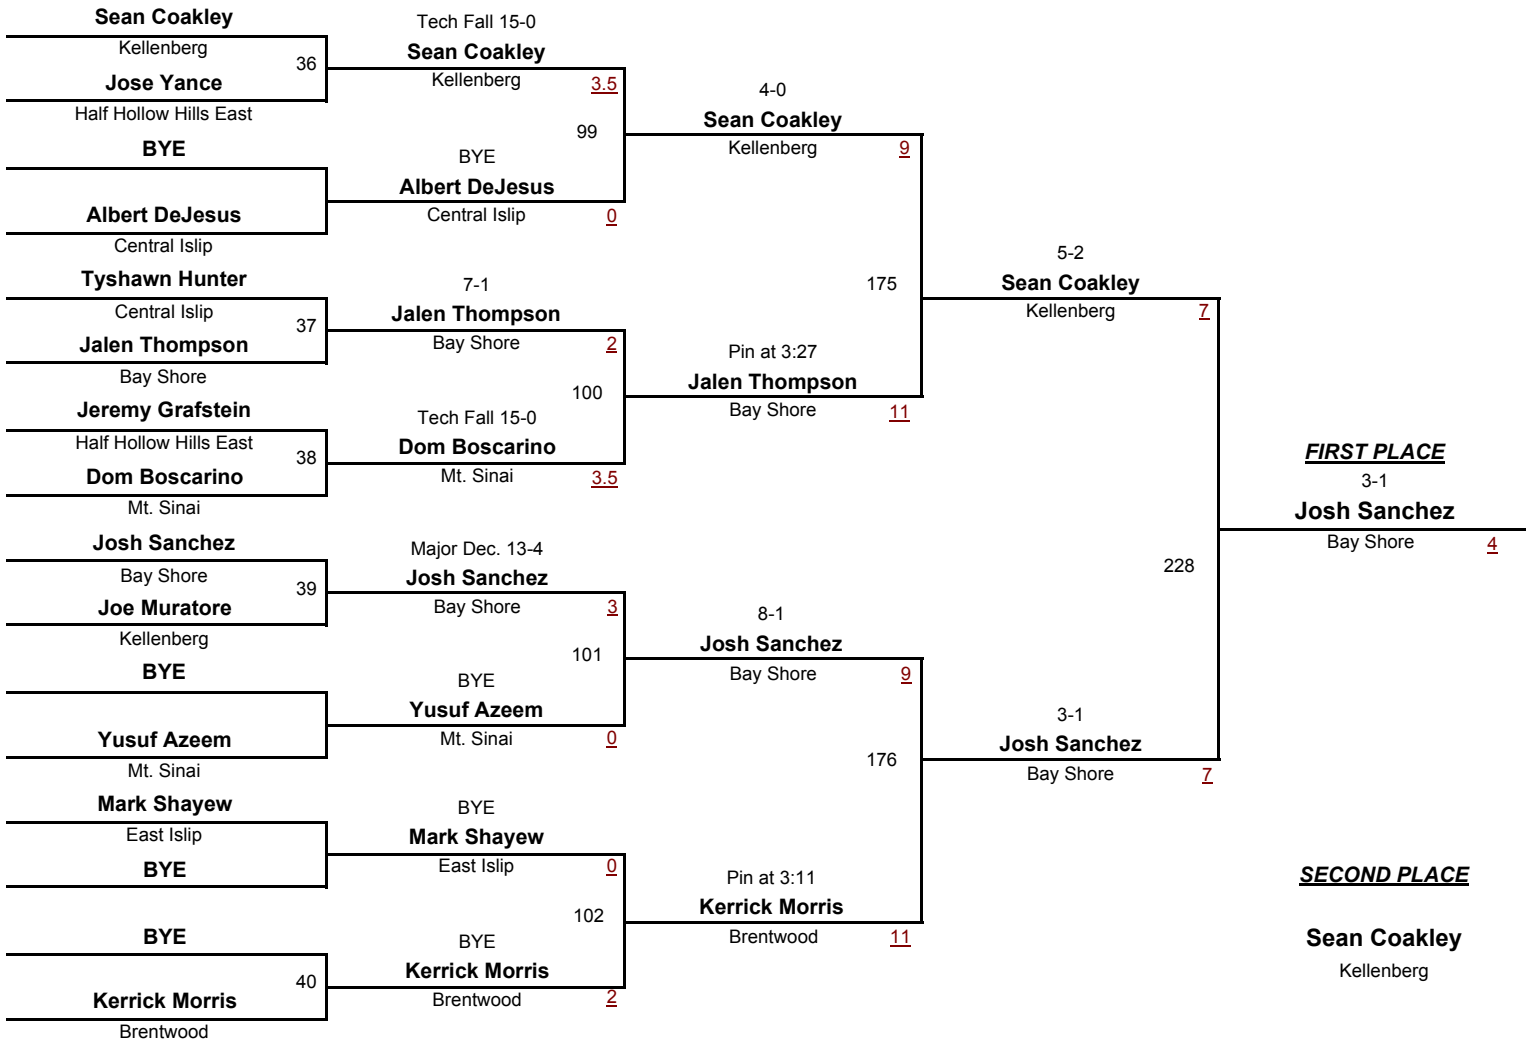 Sean Coakley
Kellenberg
36
Jose Yance
Half Hollow Hills East
BYE
Albert DeJesus
Central Islip
Tyshawn Hunter
Central Islip
37
Jalen Thompson
Bay Shore
Jeremy Grafstein
Half Hollow Hills East
38
Dom Boscarino
Mt. Sinai
Josh Sanchez
Bay Shore
39
Joe Muratore
Kellenberg
BYE
Yusuf Azeem
Mt. Sinai
Mark Shayew
East Islip
BYE
BYE
40
Kerrick Morris
Brentwood
Tech Fall 15-0
Sean Coakley
Kellenberg 3.5
99
BYE
Albert DeJesus
Central Islip 0
7-1
Jalen Thompson
Bay Shore 2
100
Tech Fall 15-0
Dom Boscarino
Mt. Sinai 3.5
Major Dec. 13-4
Josh Sanchez
Bay Shore 3
101
BYE
Yusuf Azeem
Mt. Sinai 0
BYE
Mark Shayew
East Islip 0
102
BYE
Kerrick Morris
Brentwood 2
4-0
Sean Coakley
Kellenberg 9
175
Pin at 3:27
Jalen Thompson
Bay Shore 11
8-1
Josh Sanchez
Bay Shore 9
176
Pin at 3:11
Kerrick Morris
Brentwood 11
5-2
Sean Coakley
Kellenberg 7
228
3-1
Josh Sanchez
Bay Shore 7
FIRST PLACE
3-1
Josh Sanchez
Bay Shore 4
SECOND PLACE
Sean Coakley
Kellenberg